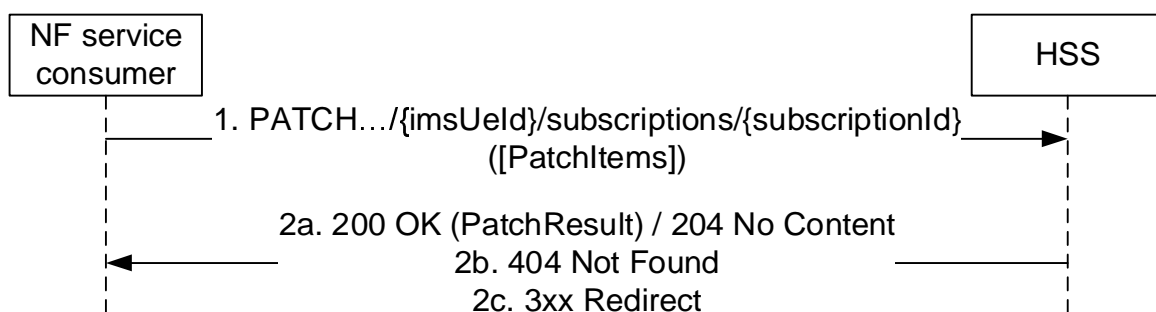 NF service
consumer
HSS
1. PATCH…/{imsUeId}/subscriptions/{subscriptionId}
([PatchItems])
2a. 200 OK (PatchResult) / 204 No Content
2b. 404 Not Found
2c. 3xx Redirect